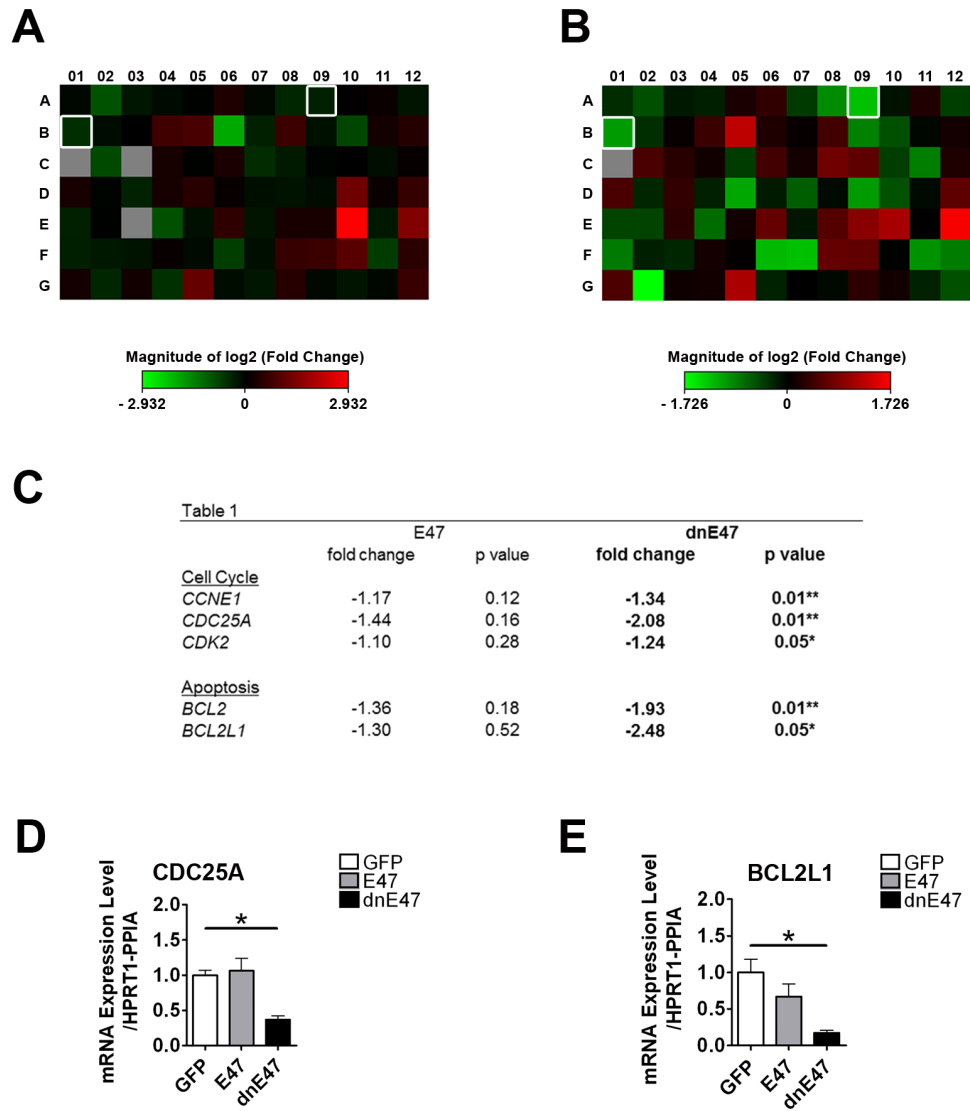 A
01 02 03 04 05 06 07 08 09 10 11 12
A
B
C
D
E
F
G
Magnitude of log2 (Fold Change)
- 2.932 0 2.932
B
01 02 03 04 05 06 07 08 09 10 11 12
A
B
C
D
E
F
G
Magnitude of log2 (Fold Change)
- 1.726 0 1.726
C
Table 1
E47 dnE47
fold change p value fold change p value
Cell Cycle
CCNE1 -1.17 0.12 -1.34 0.01**
CDC25A -1.44 0.16 -2.08 0.01**
CDK2 -1.10 0.28 -1.24 0.05*
Apoptosis
BCL2 -1.36 0.18 -1.93 0.01**
BCL2L1 -1.30 0.52 -2.48 0.05*
D
CDC25A
GFP
E47
dnE47
mRNA Expression Level
/HPRT1-PPIA
2.0
1.5
1.0
0.5
0.0
*
GFP E47 dnE47
E
BCL2L1
GFP
E47
dnE47
mRNA Expression Level
/HPRT1-PPIA
2.0
1.5
1.0
0.5
0.0
*
GFP E47 dnE47